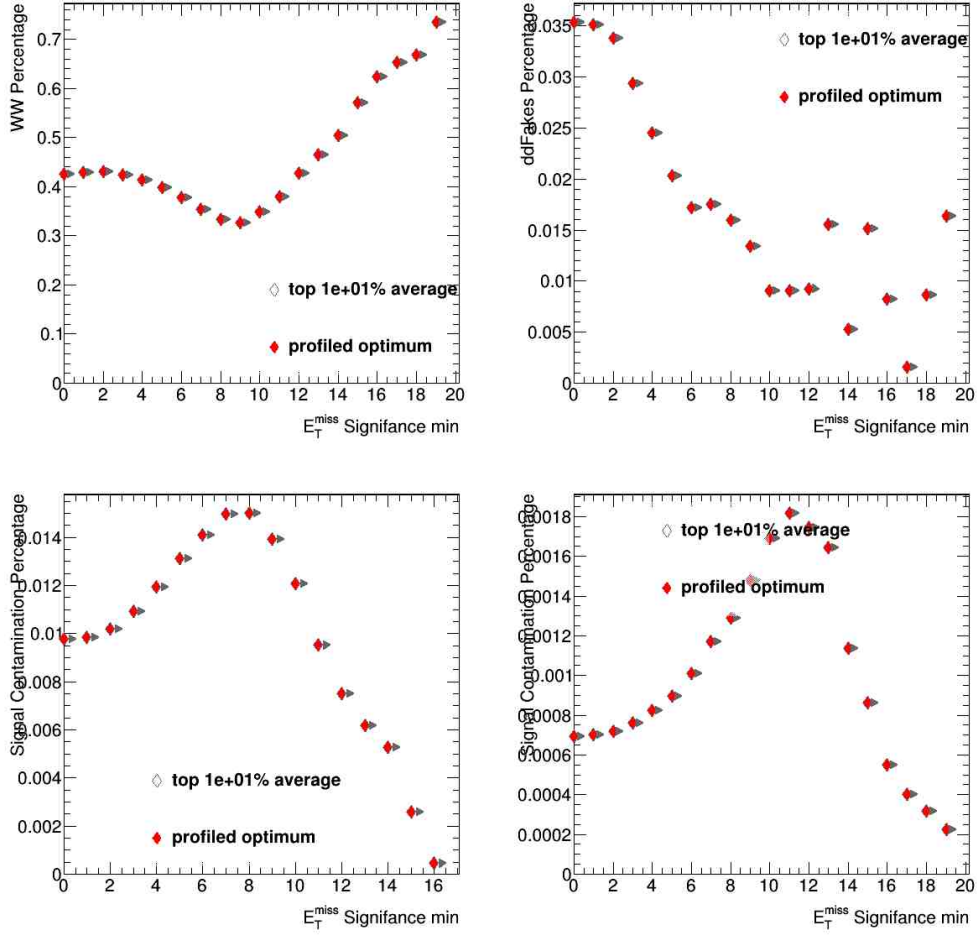 WW Percentage
0.7
0.6
0.5
0.4
0.3
0.2
0.1
0
top 1e+01% average
profiled optimum
0 2 4 6 8 10 12 14 16 18 20
E_T^miss Signifance min
ddFakes Percentage
0.035
0.03
0.025
0.02
0.015
0.01
0.005
0
top 1e+01% average
profiled optimum
0 2 4 6 8 10 12 14 16 18 20
E_T^miss Signifance min
Signal Contamination Percentage
0.014
0.012
0.01
0.008
0.006
0.004
0.002
0
top 1e+01% average
profiled optimum
0 2 4 6 8 10 12 14 16
E_T^miss Signifance min
Signal Contamination Percentage
0.0018
0.0016
0.0014
0.0012
0.001
0.0008
0.0006
0.0004
0.0002
0
top 1e+01% average
profiled optimum
0 2 4 6 8 10 12 14 16 18 20
E_T^miss Signifance min